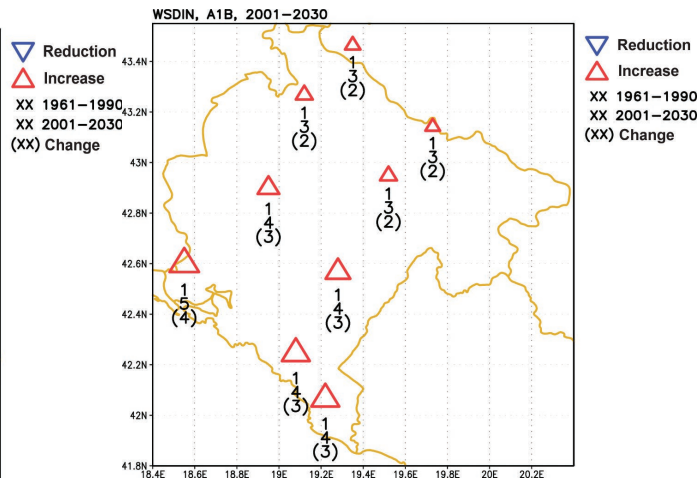 WSDIN, A1B, 2001-2030
Reduction
Increase
XX 1961-1990
XX 2001-2030
(XX) Change
43.4N
43.2N
43N
42.8N
42.6N
42.4N
42.2N
42N
41.8N
1
3
(2)
1
3
(2)
1
3
(2)
1
3
(2)
1
4
(3)
1
5
(4)
1
4
(3)
1
4
(3)
1
4
(3)
18.4E 18.6E 18.8E 19E 19.2E 19.4E 19.6E 19.8E 20E 20.2E
Reduction
Increase
XX 1961-1990
XX 2001-2030
(XX) Change